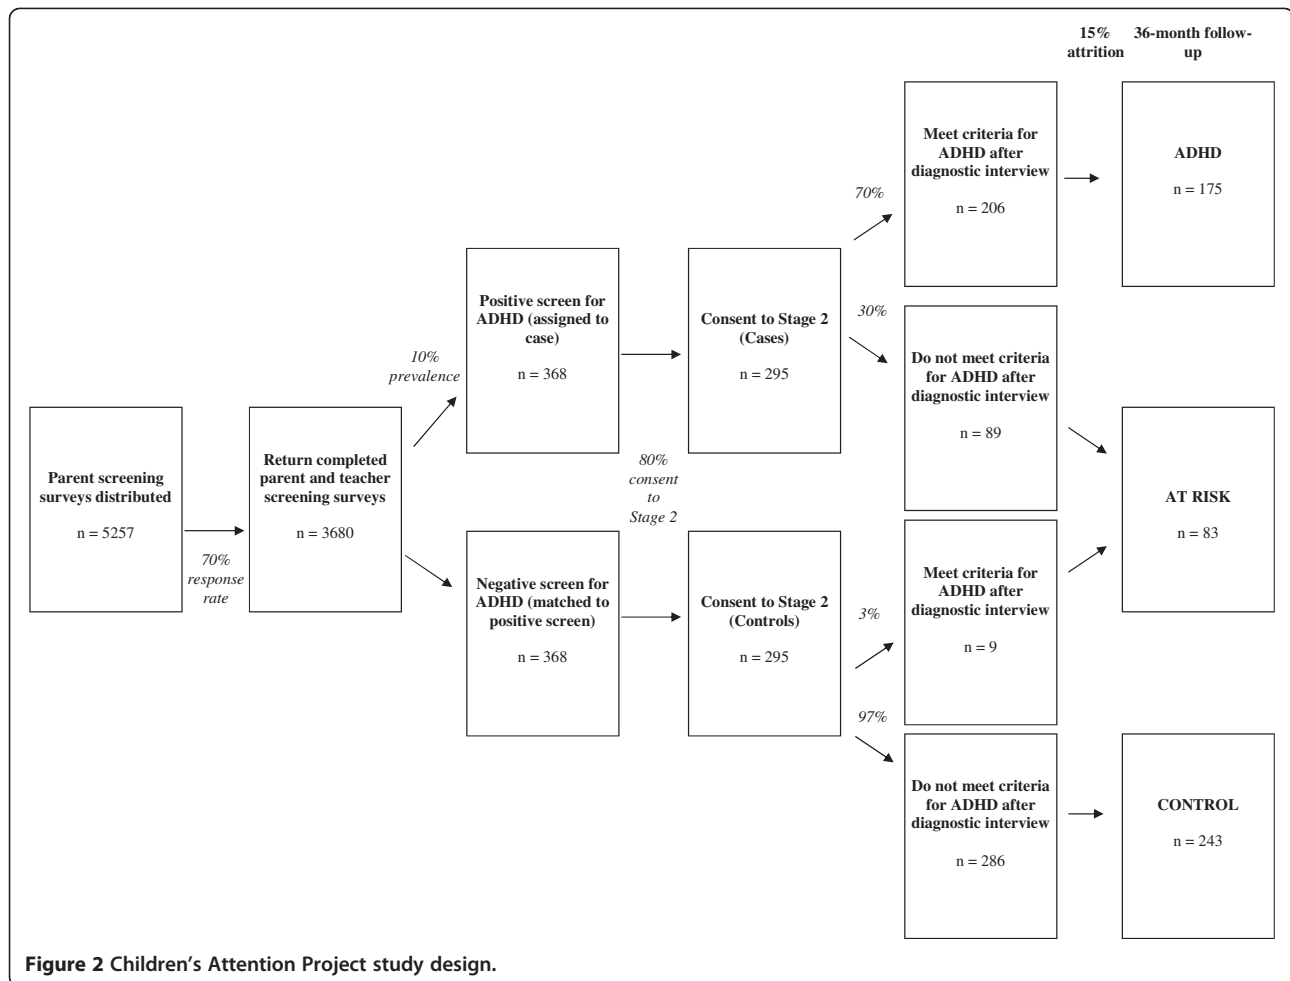 15%
attrition
36-month follow-
up
Parent screening
surveys distributed
n = 5257
70%
response
rate
Return completed
parent and teacher
screening surveys
n = 3680
10%
prevalence
Positive screen for
ADHD (assigned to
case)
n = 368
Negative screen for
ADHD (matched to
positive screen)
n = 368
80%
consent
to
Stage 2
Consent to Stage 2
(Cases)
n = 295
Consent to Stage 2
(Controls)
n = 295
70%
Meet criteria for
ADHD after
diagnostic interview
n = 206
30%
Do not meet criteria
for ADHD after
diagnostic interview
n = 89
3%
Meet criteria for
ADHD after
diagnostic interview
n = 9
97%
Do not meet criteria
for ADHD after
diagnostic interview
n = 286
ADHD
n = 175
AT RISK
n = 83
CONTROL
n = 243
Figure 2 Children's Attention Project study design.